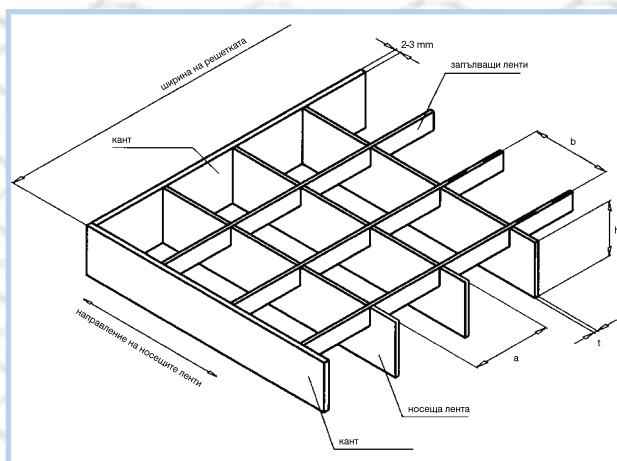 ширина на решетката
2-3 mm
запълващи ленти
кант
b
h
направление на носещите ленти
t
a
носеща лента
кант